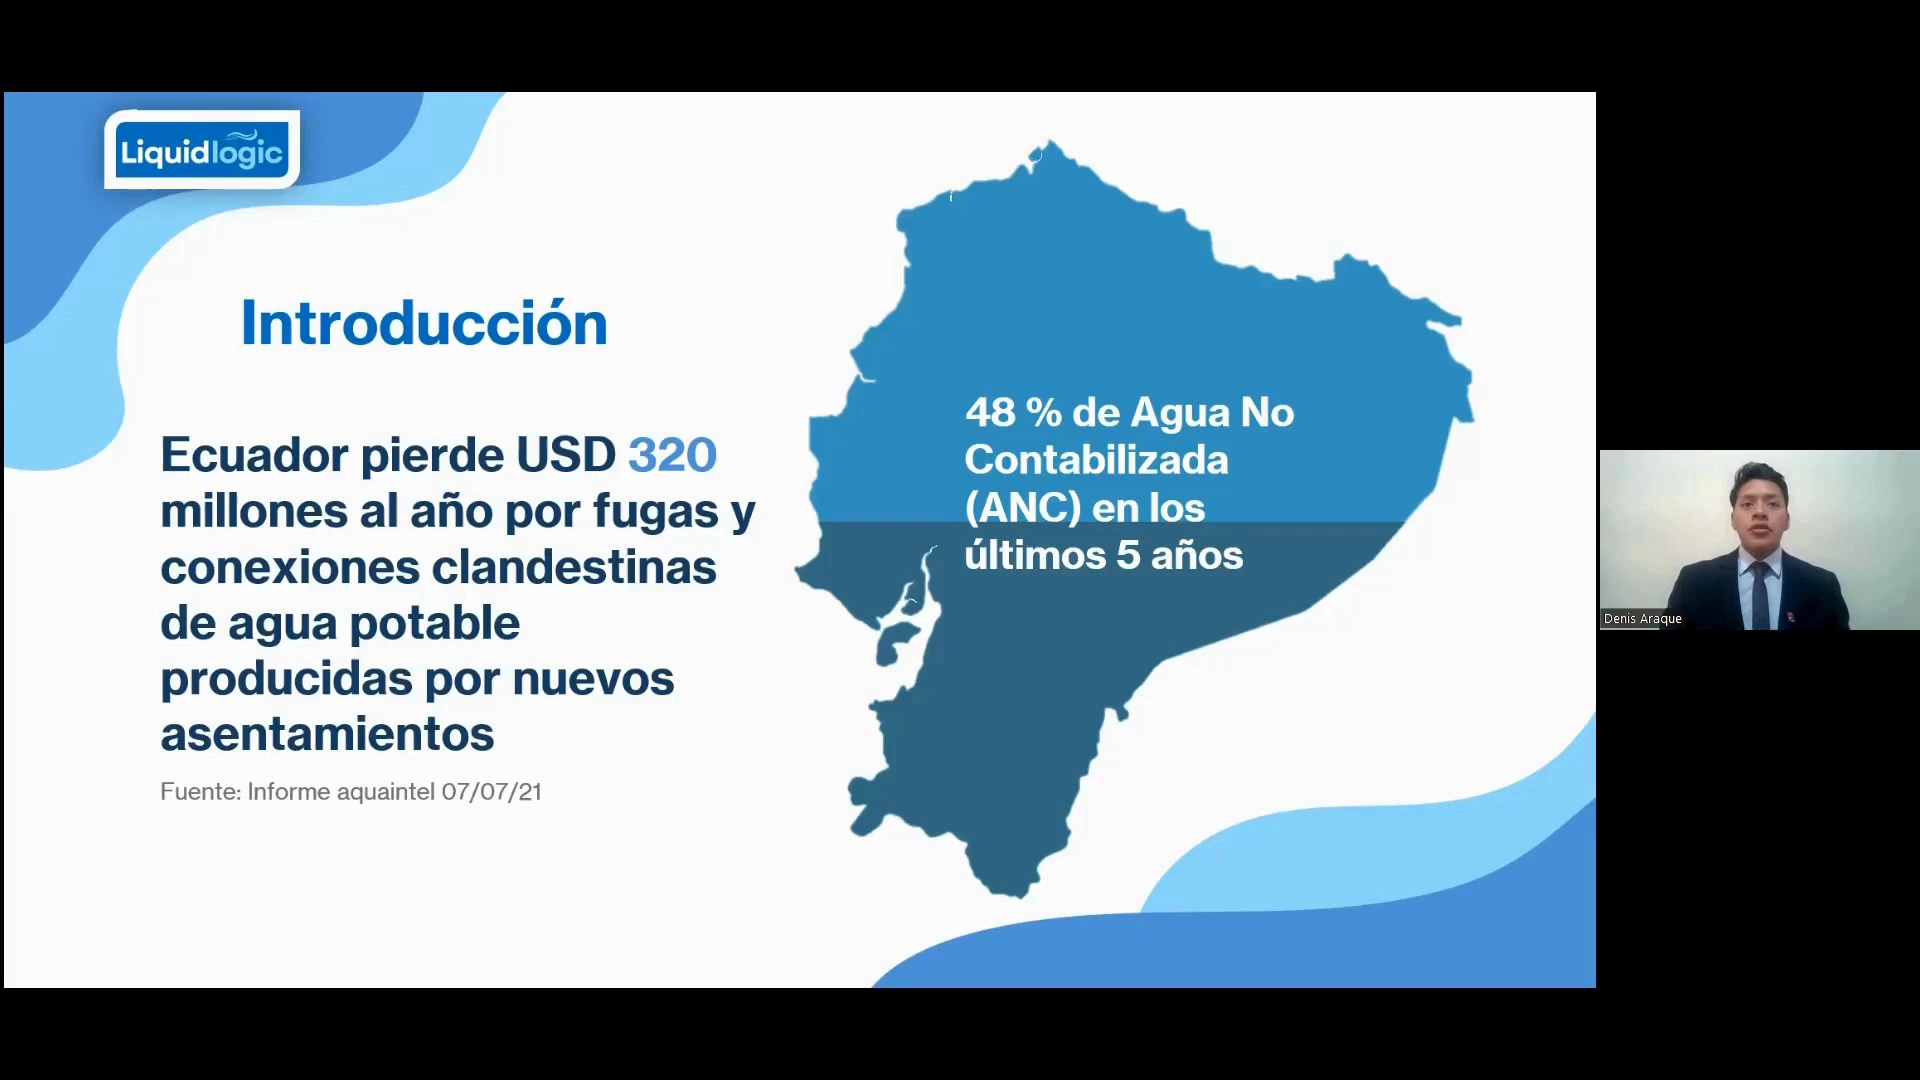 Liquidlogic
Introducción
Ecuador pierde USD 320
millones al año por fugas y
conexiones clandestinas
de agua potable
producidas por nuevos
asentamientos
Fuente: Informe aquaintel 07/07/21
48 % de Agua No
Contabilizada
(ANC) en los
últimos 5 años
Denis Araque